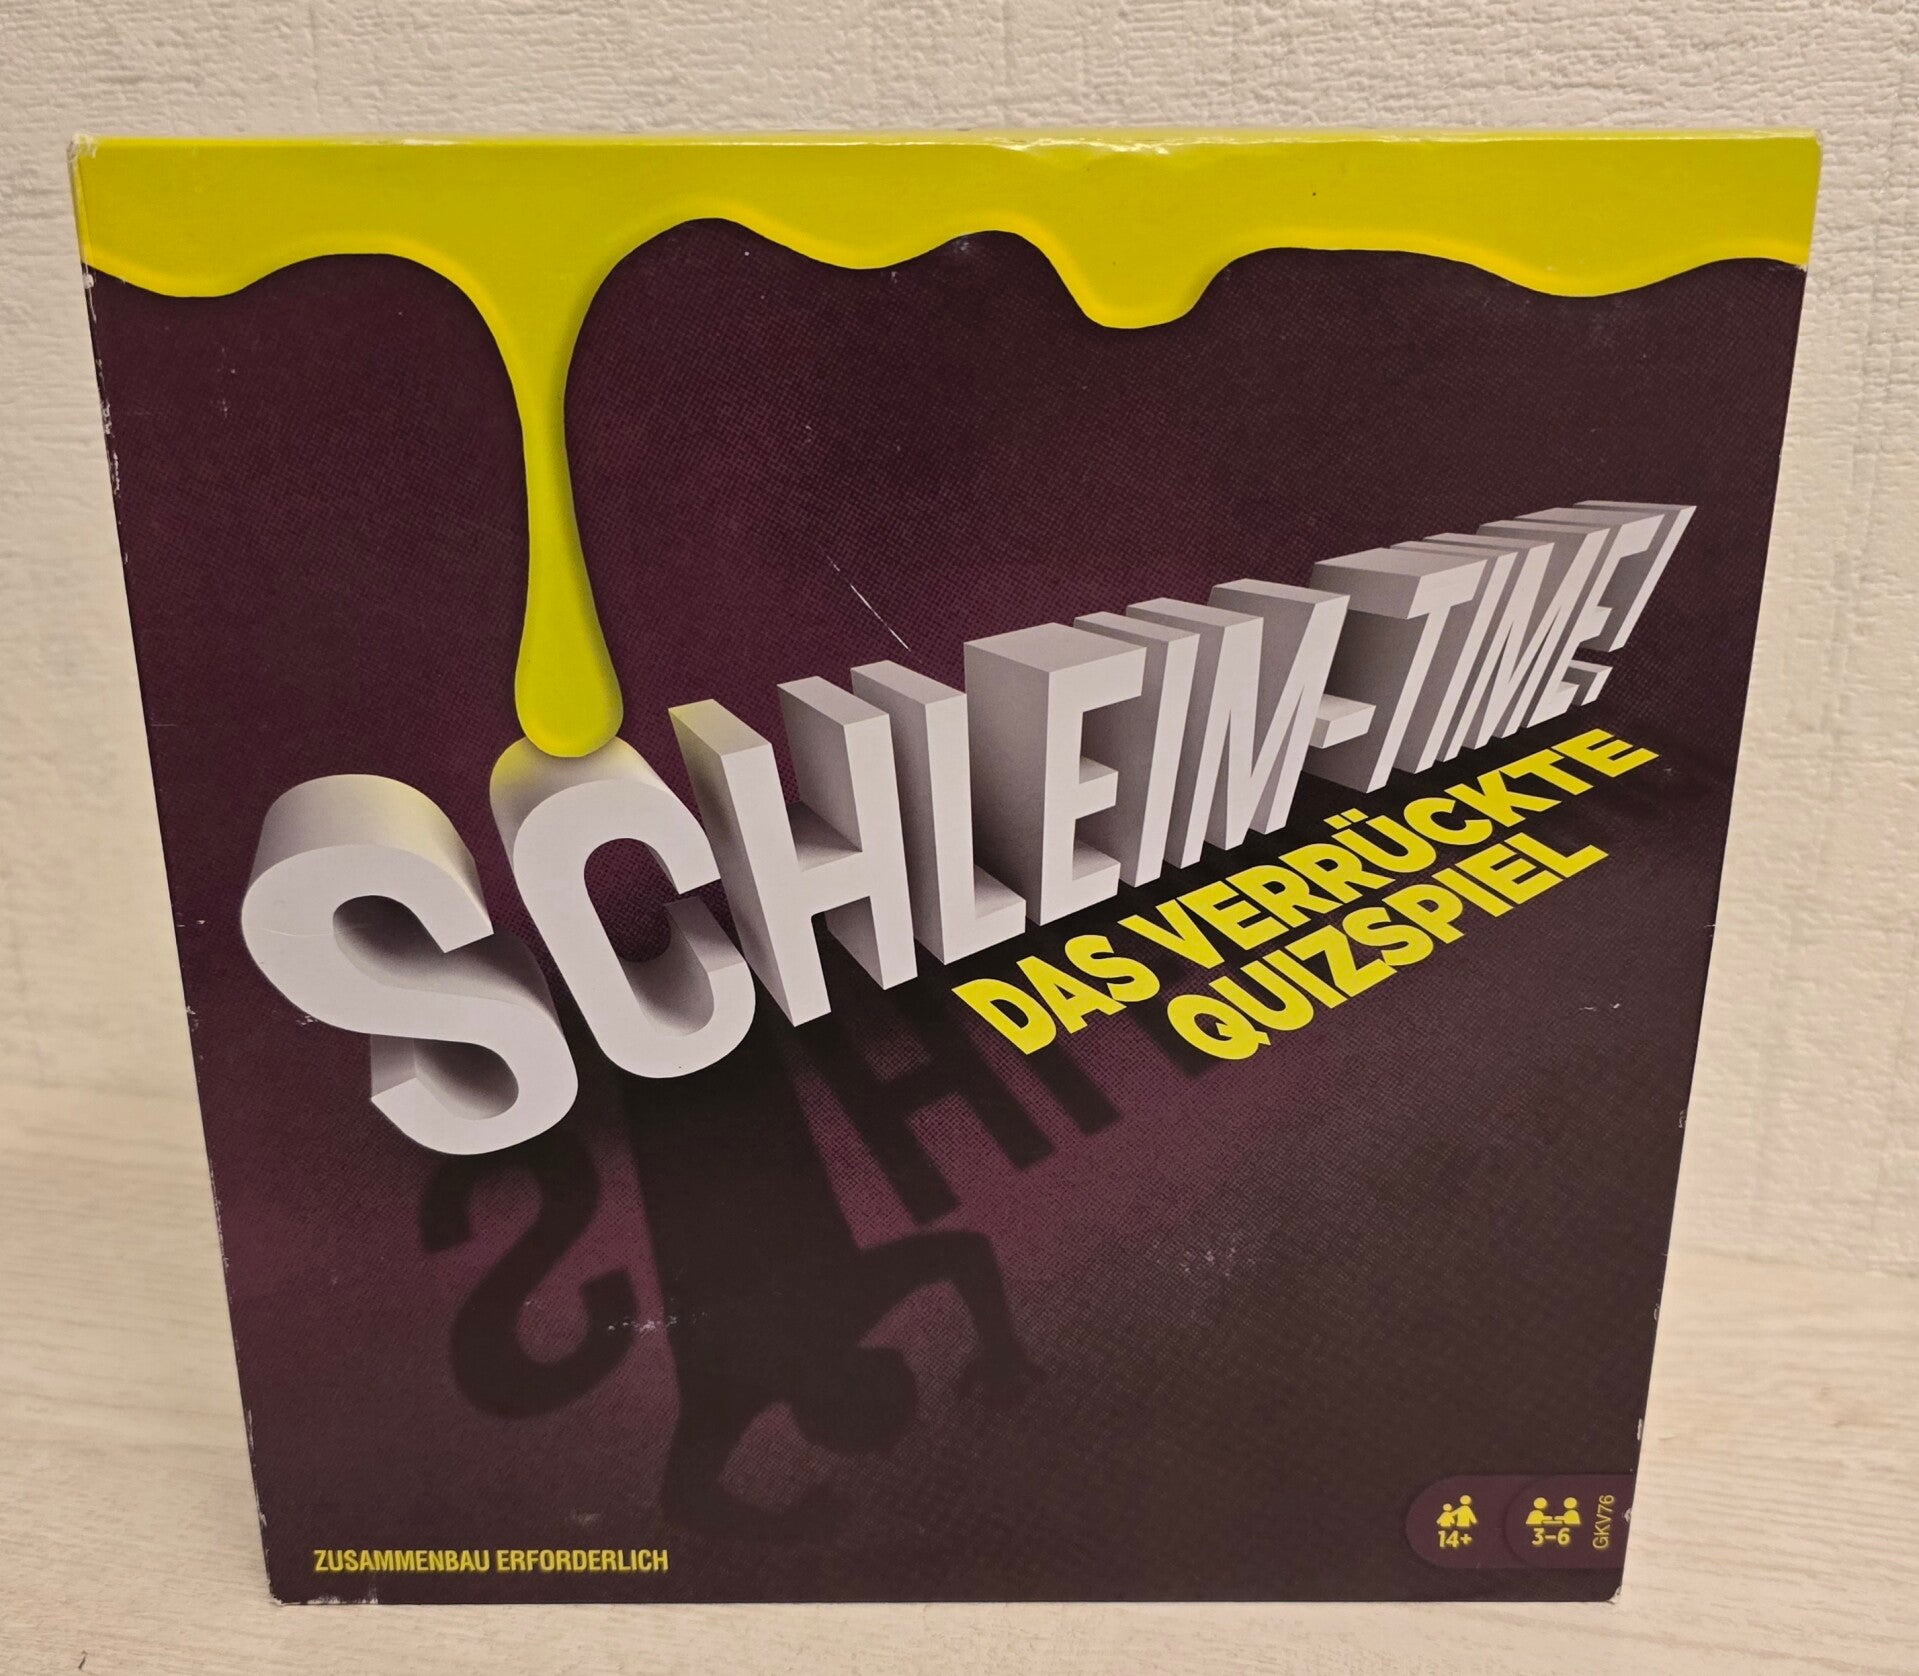 SCHLEIM-TIME!
DAS VERRÜCKTE
QUIZSPIEL
ZUSAMMENBAU ERFORDERLICH
14+
3–6
GKV76